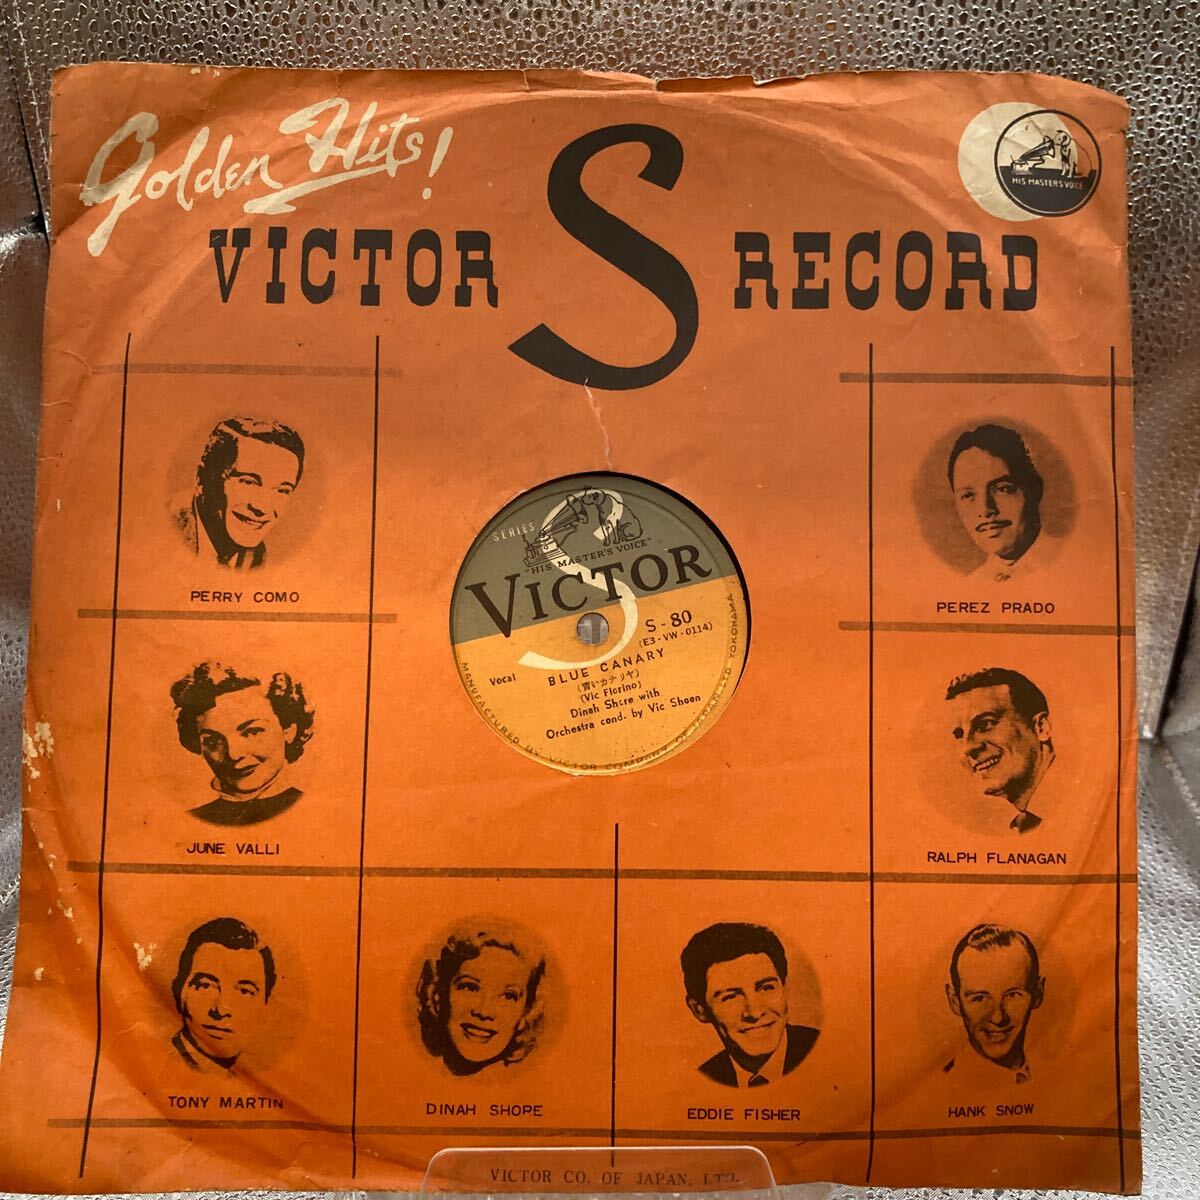 Golden Hits!
VICTOR S RECORD
HIS MASTERS VOICE
PERRY COMO
PEREZ PRADO
JUNE VALLI
RALPH FLANAGAN
TONY MARTIN
DINAH SHOPE
EDDIE FISHER
HANK SNOW
VICTOR CO. OF JAPAN, LTD.
SERIES
S
"HIS MASTER'S VOICE"
VICTOR
S-80
(E3-VW-0114)
Vocal
BLUE CANARY
(青いカナリヤ)
(Vic Florino)
Dinah Shore with
Orchestra cond. by Vic Shoen
MANUFACTURED BY VICTOR COMPANY OF JAPAN LTD YOKOHAMA